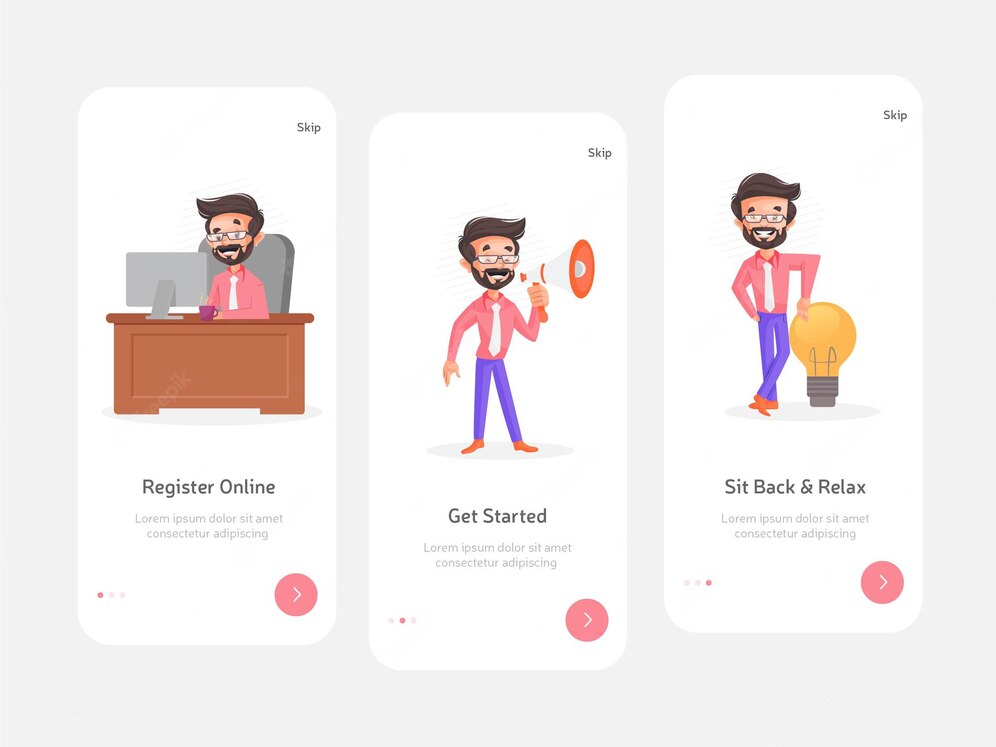 Skip
Register Online
Lorem ipsum dolor sit amet
consectetur adipiscing
Skip
Get Started
Lorem ipsum dolor sit amet
consectetur adipiscing
Skip
Sit Back & Relax
Lorem ipsum dolor sit amet
consectetur adipiscing